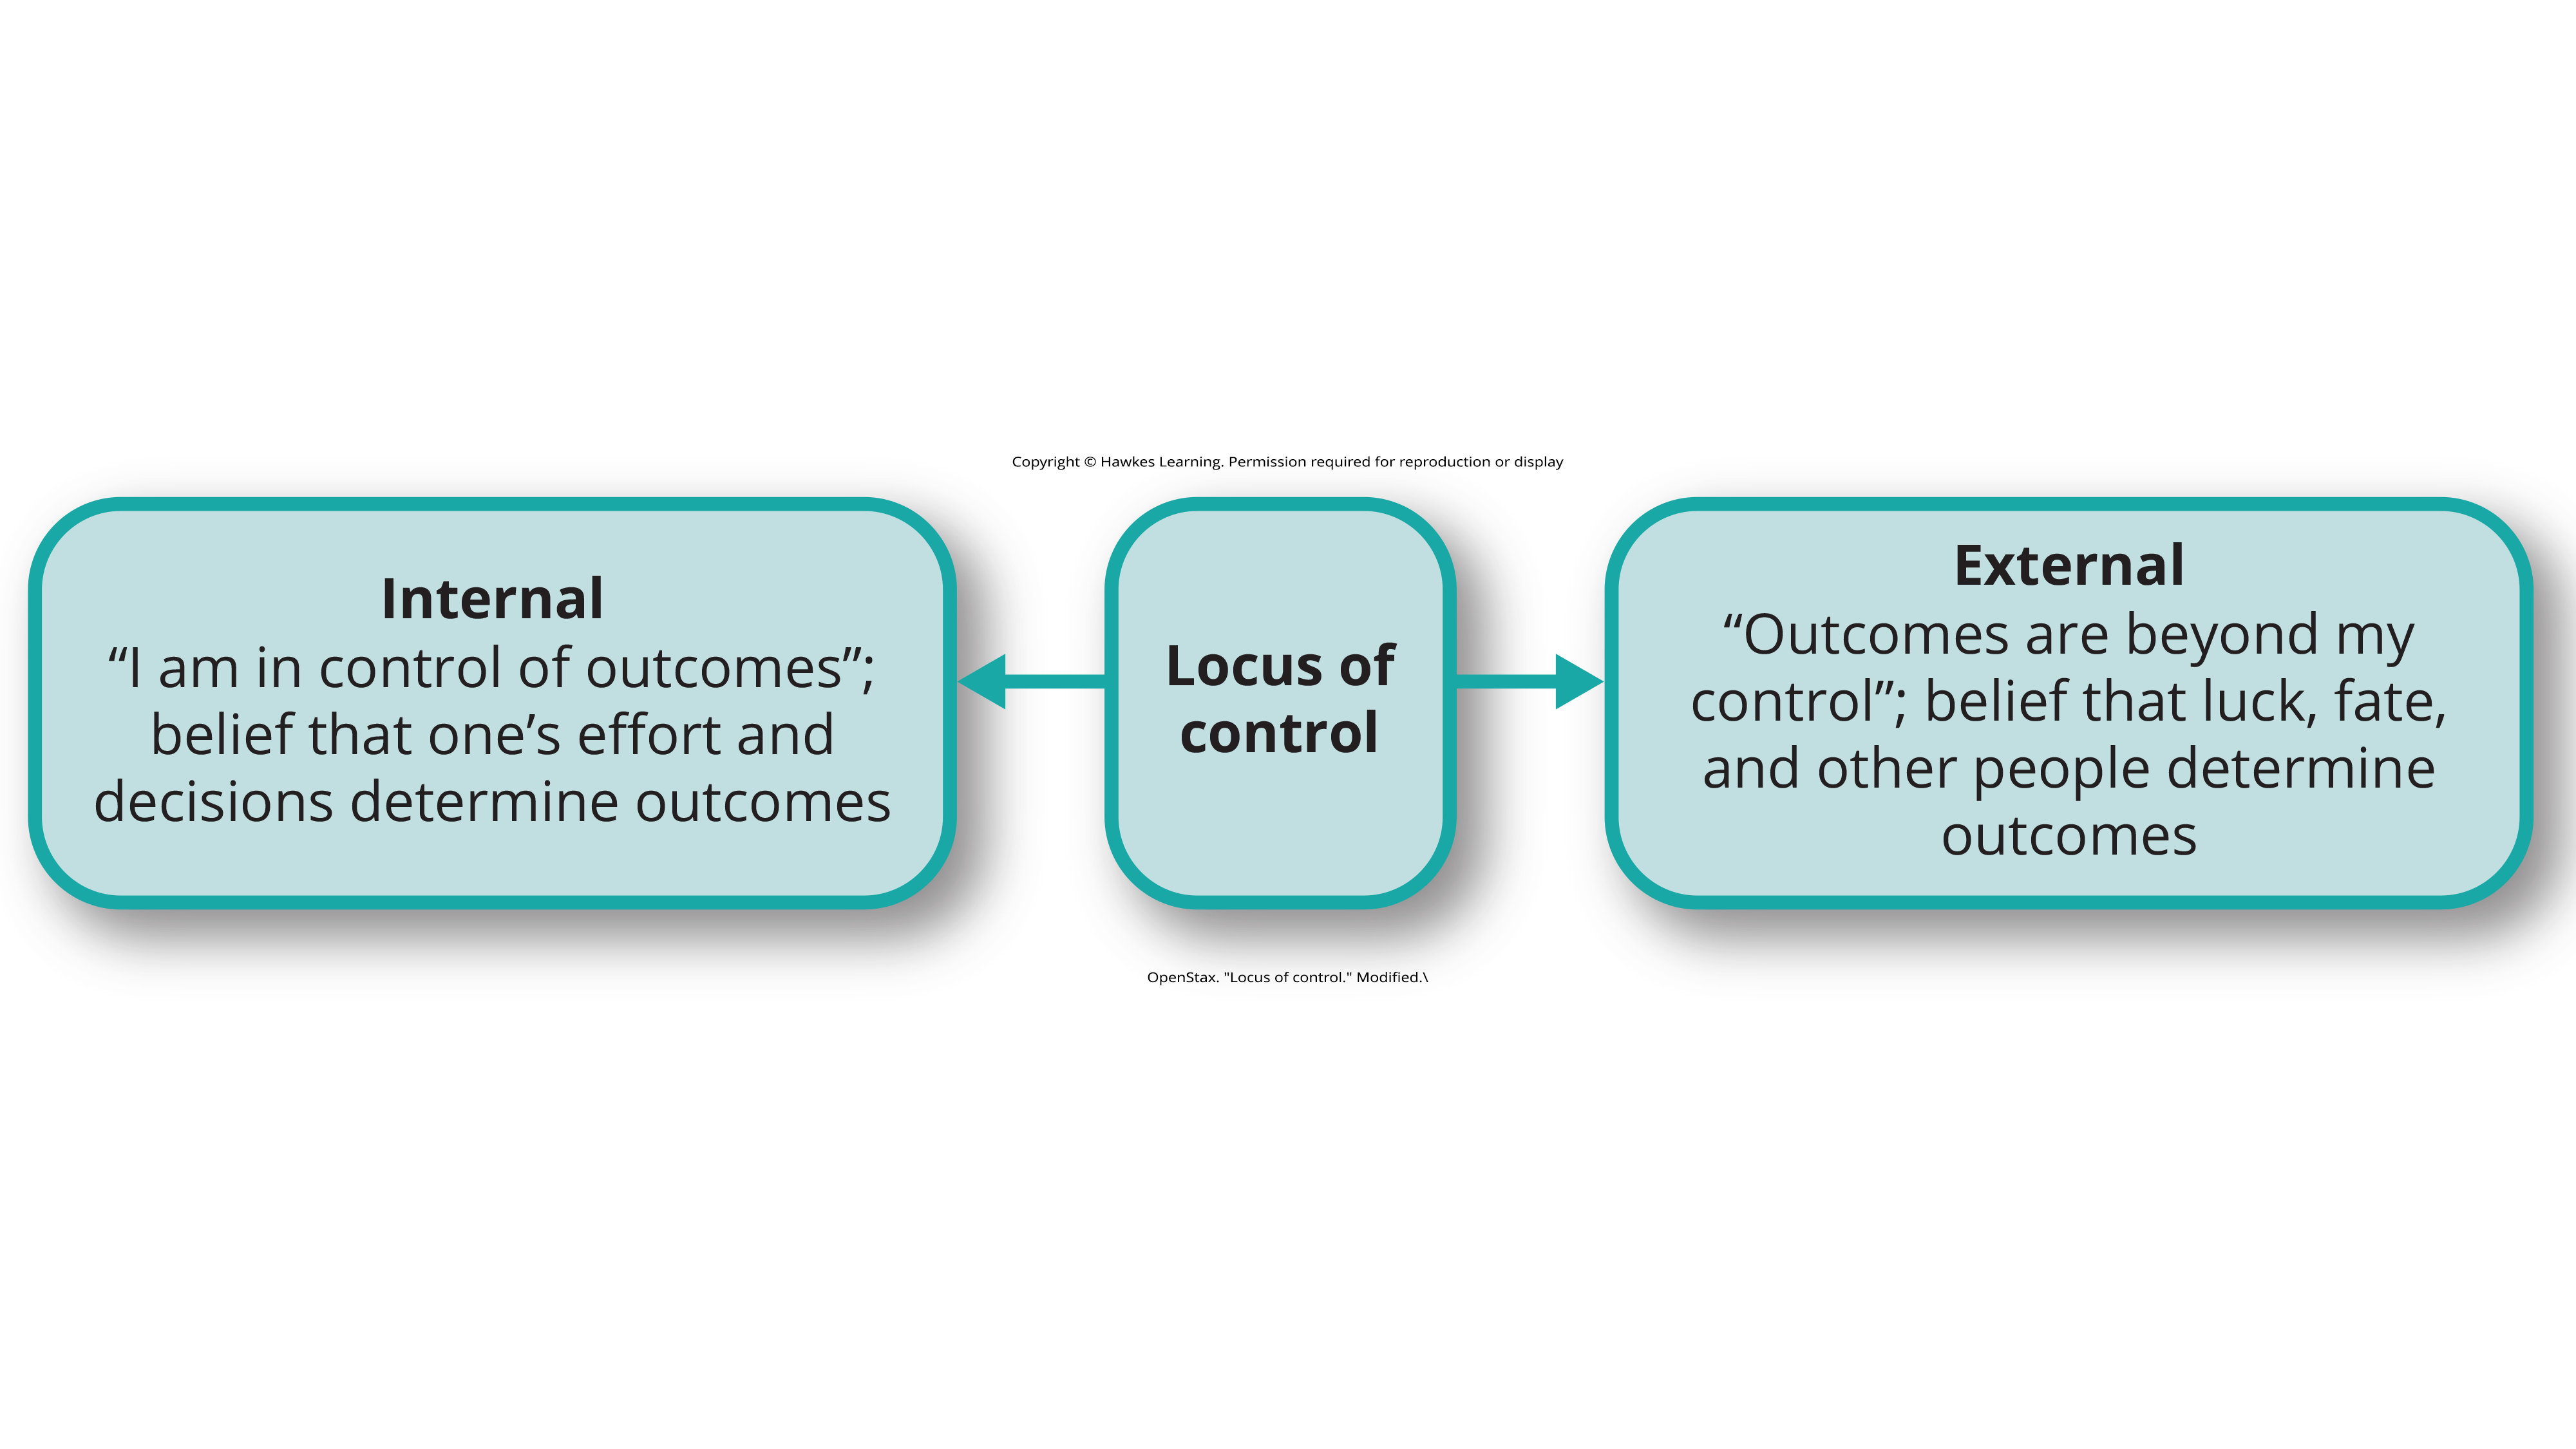 Copyright © Hawkes Learning. Permission required for reproduction or display
Internal
“I am in control of outcomes”;
belief that one’s effort and
decisions determine outcomes
Locus of
control
External
“Outcomes are beyond my
control”; belief that luck, fate,
and other people determine
outcomes
OpenStax. "Locus of control." Modified.\